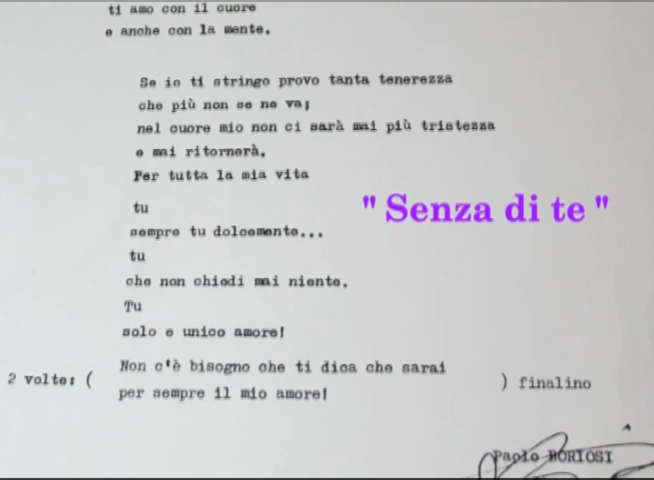 ti amo con il cuore
e anche con la mente.
Se io ti stringo provo tanta tenerezza
che più non se ne va;
nel cuore mio non ci sarà mai più tristezza
e mai ritornerà.
Per tutta la mia vita
tu
" Senza di te "
sempre tu dolcemente...
tu
che non chiedi mai niente.
Tu
solo e unico amore!
Non c'è bisogno che ti dica che sarai
2 volte: ( ) finalino
per sempre il mio amore!
Paolo BORIOSI